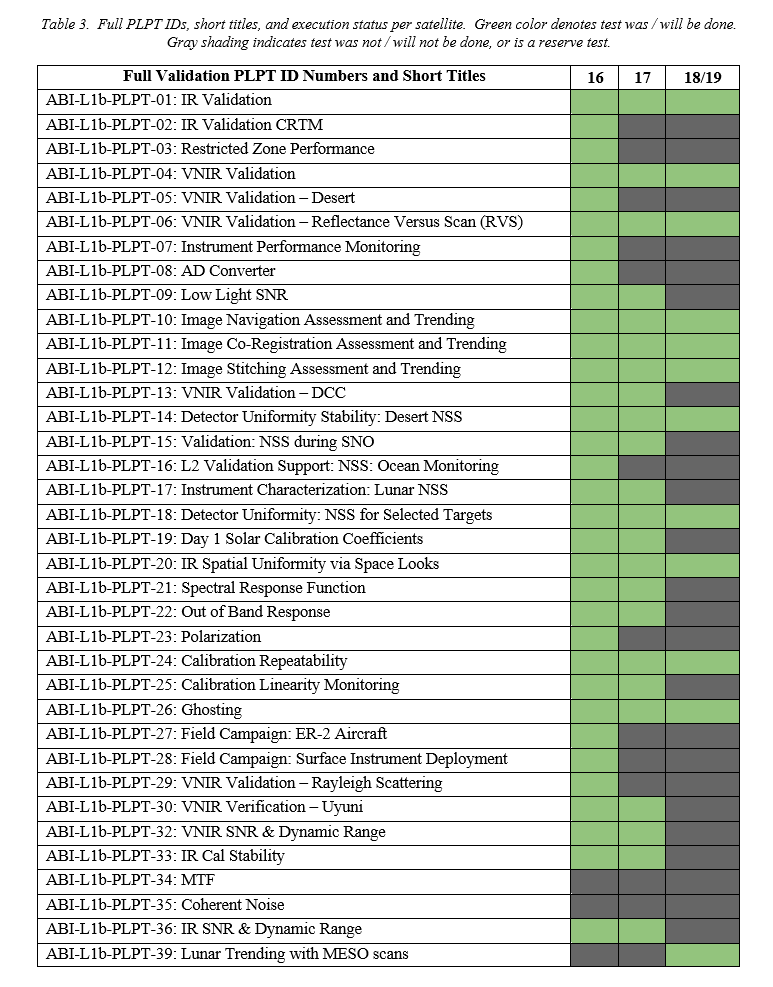 Table 3.  Full PLPT IDs, short titles, and execution status per satellite.  Green color denotes test was / will be done.
Gray shading indicates test was not / will not be done, or is a reserve test.
Full Validation PLPT ID Numbers and Short Titles 16 17 18/19
ABI-L1b-PLPT-01: IR Validation
ABI-L1b-PLPT-02: IR Validation CRTM
ABI-L1b-PLPT-03: Restricted Zone Performance
ABI-L1b-PLPT-04: VNIR Validation
ABI-L1b-PLPT-05: VNIR Validation – Desert
ABI-L1b-PLPT-06: VNIR Validation – Reflectance Versus Scan (RVS)
ABI-L1b-PLPT-07: Instrument Performance Monitoring
ABI-L1b-PLPT-08: AD Converter
ABI-L1b-PLPT-09: Low Light SNR
ABI-L1b-PLPT-10: Image Navigation Assessment and Trending
ABI-L1b-PLPT-11: Image Co-Registration Assessment and Trending
ABI-L1b-PLPT-12: Image Stitching Assessment and Trending
ABI-L1b-PLPT-13: VNIR Validation – DCC
ABI-L1b-PLPT-14: Detector Uniformity Stability: Desert NSS
ABI-L1b-PLPT-15: Validation: NSS during SNO
ABI-L1b-PLPT-16: L2 Validation Support: NSS: Ocean Monitoring
ABI-L1b-PLPT-17: Instrument Characterization: Lunar NSS
ABI-L1b-PLPT-18: Detector Uniformity: NSS for Selected Targets
ABI-L1b-PLPT-19: Day 1 Solar Calibration Coefficients
ABI-L1b-PLPT-20: IR Spatial Uniformity via Space Looks
ABI-L1b-PLPT-21: Spectral Response Function
ABI-L1b-PLPT-22: Out of Band Response
ABI-L1b-PLPT-23: Polarization
ABI-L1b-PLPT-24: Calibration Repeatability
ABI-L1b-PLPT-25: Calibration Linearity Monitoring
ABI-L1b-PLPT-26: Ghosting
ABI-L1b-PLPT-27: Field Campaign: ER-2 Aircraft
ABI-L1b-PLPT-28: Field Campaign: Surface Instrument Deployment
ABI-L1b-PLPT-29: VNIR Validation – Rayleigh Scattering
ABI-L1b-PLPT-30: VNIR Verification – Uyuni
ABI-L1b-PLPT-32: VNIR SNR & Dynamic Range
ABI-L1b-PLPT-33: IR Cal Stability
ABI-L1b-PLPT-34: MTF
ABI-L1b-PLPT-35: Coherent Noise
ABI-L1b-PLPT-36: IR SNR & Dynamic Range
ABI-L1b-PLPT-39: Lunar Trending with MESO scans